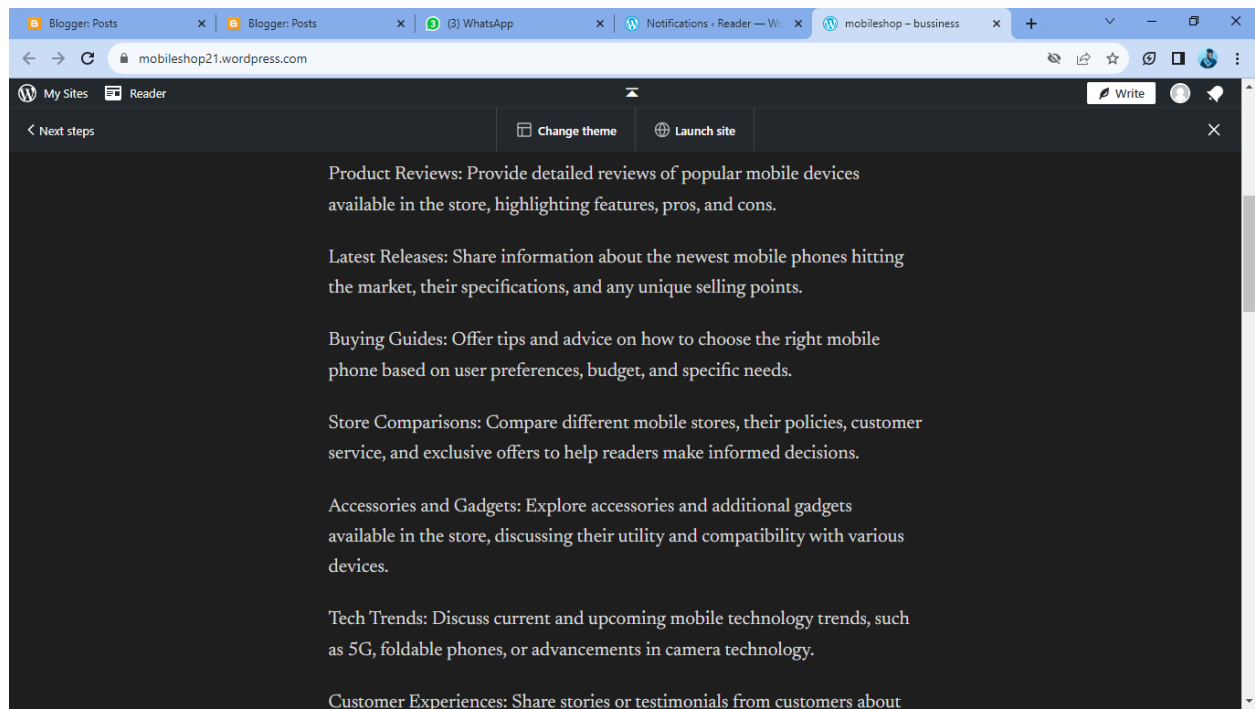 Blogger: Posts
Blogger: Posts
(3) WhatsApp
Notifications ‹ Reader — Wo
mobileshop – bussiness
mobileshop21.wordpress.com
My Sites
Reader
Write
Next steps
Change theme
Launch site
Product Reviews: Provide detailed reviews of popular mobile devices
available in the store, highlighting features, pros, and cons.
Latest Releases: Share information about the newest mobile phones hitting
the market, their specifications, and any unique selling points.
Buying Guides: Offer tips and advice on how to choose the right mobile
phone based on user preferences, budget, and specific needs.
Store Comparisons: Compare different mobile stores, their policies, customer
service, and exclusive offers to help readers make informed decisions.
Accessories and Gadgets: Explore accessories and additional gadgets
available in the store, discussing their utility and compatibility with various
devices.
Tech Trends: Discuss current and upcoming mobile technology trends, such
as 5G, foldable phones, or advancements in camera technology.
Customer Experiences: Share stories or testimonials from customers about